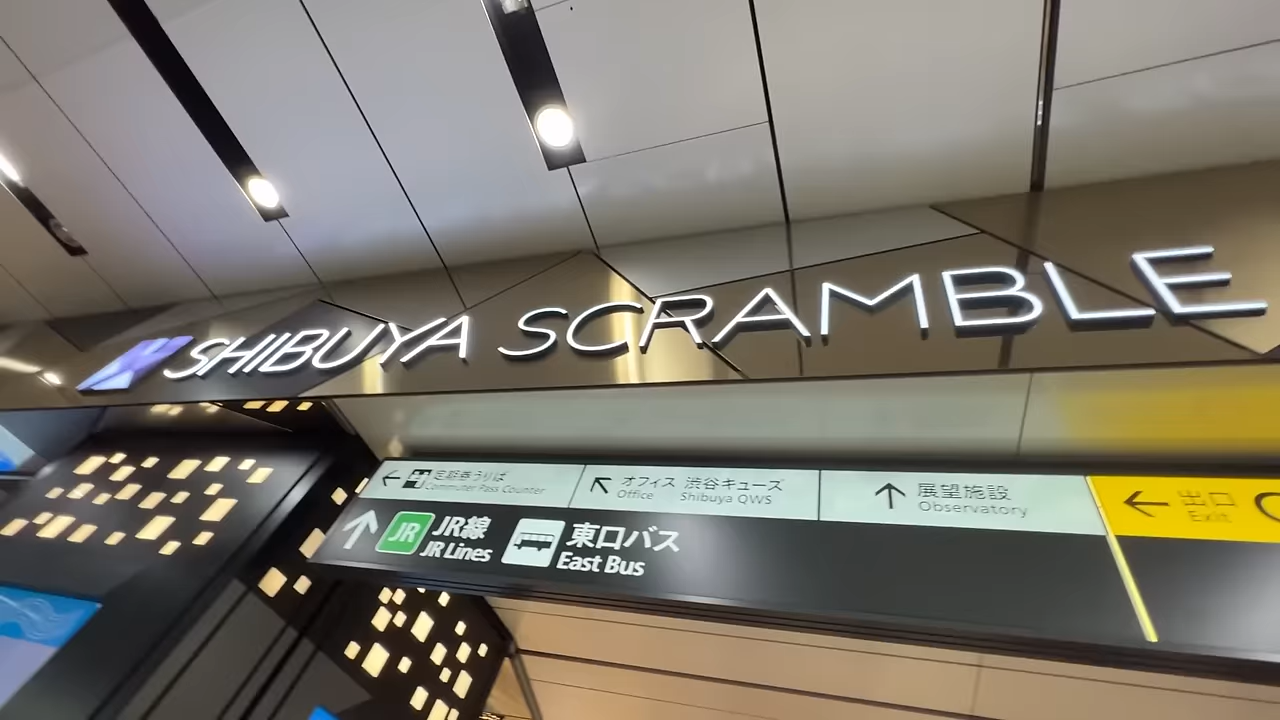 SHIBUYA SCRAMBLE
← 定期券うりば
Commuter Pass Counter
↖ オフィス 渋谷キューズ
Office Shibuya QWS
↑ 展望施設
Observatory
← 出口
Exit
↑ JR JR線
JR Lines
東口バス
East Bus